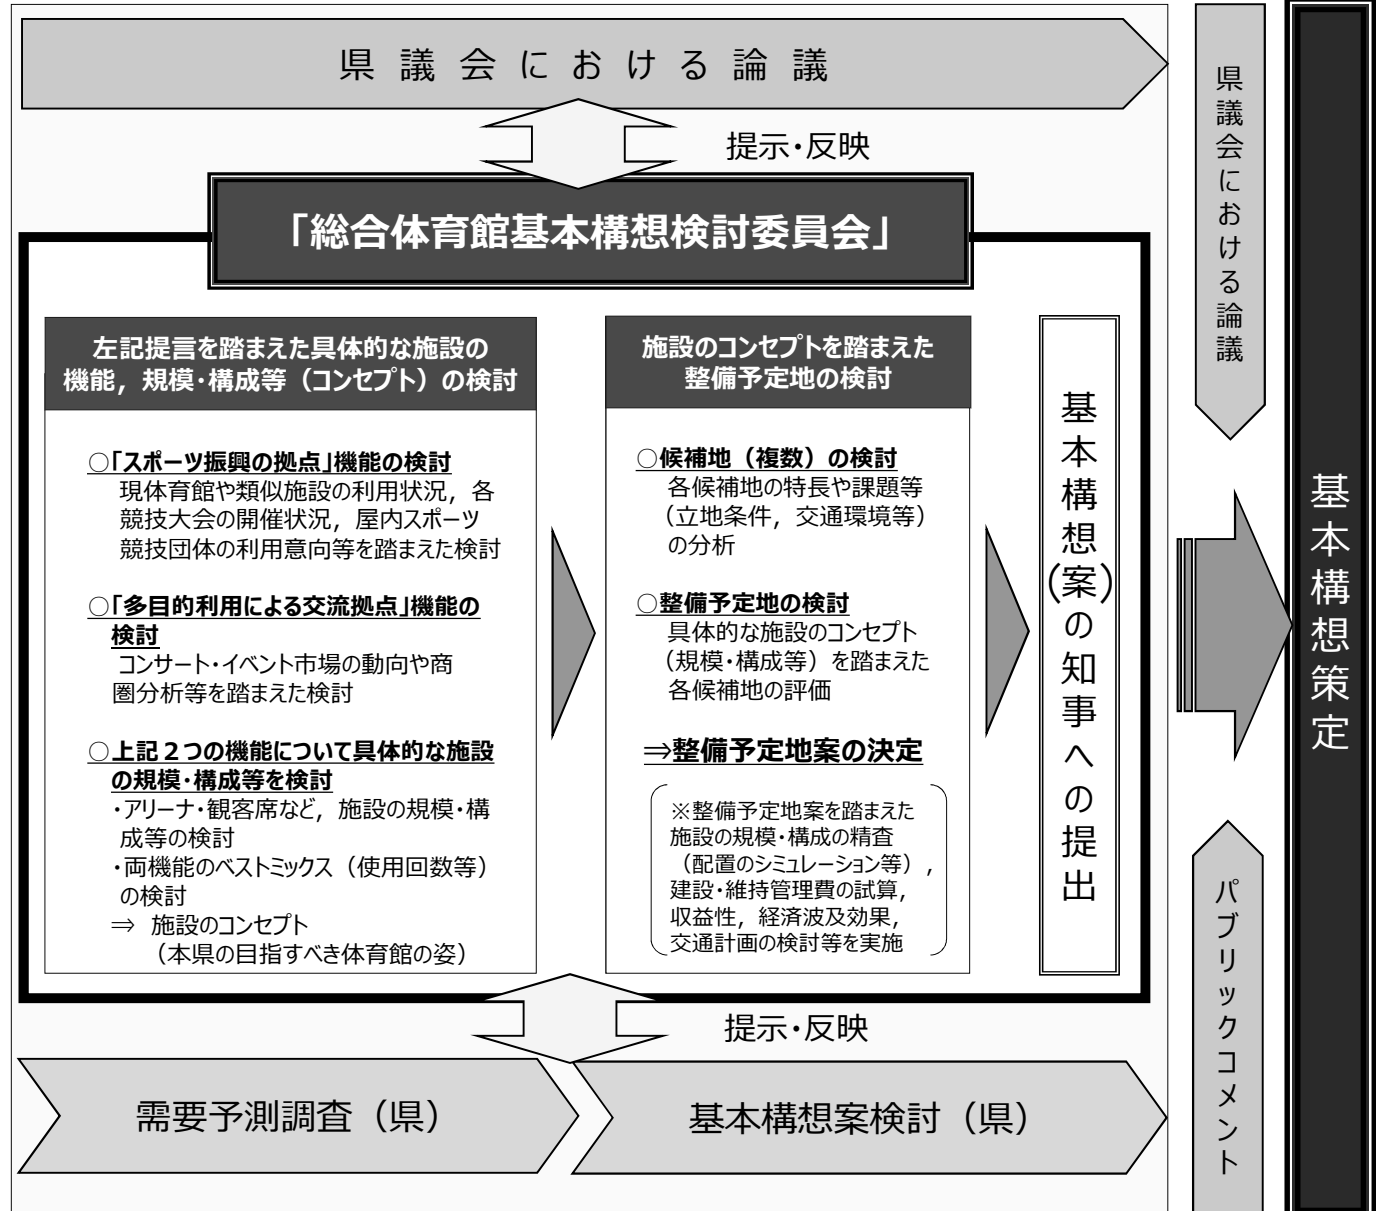 県議会における論議
提示・反映
「総合体育館基本構想検討委員会」
左記提言を踏まえた具体的な施設の
機能，規模・構成等（コンセプト）の検討
○「スポーツ振興の拠点」機能の検討
現体育館や類似施設の利用状況，各
競技大会の開催状況，屋内スポーツ
競技団体の利用意向等を踏まえた検討
○「多目的利用による交流拠点」機能の
検討
コンサート・イベント市場の動向や商
圏分析等を踏まえた検討
○上記２つの機能について具体的な施設
の規模・構成等を検討
・アリーナ・観客席など，施設の規模・構
成等の検討
・両機能のベストミックス（使用回数等）
の検討
⇒ 施設のコンセプト
（本県の目指すべき体育館の姿）
施設のコンセプトを踏まえた
整備予定地の検討
○候補地（複数）の検討
各候補地の特長や課題等
（立地条件，交通環境等）
の分析
○整備予定地の検討
具体的な施設のコンセプト
（規模・構成等）を踏まえた
各候補地の評価
⇒整備予定地案の決定
※整備予定地案を踏まえた
施設の規模・構成の精査
（配置のシミュレーション等），
建設・維持管理費の試算，
収益性，経済波及効果，
交通計画の検討等を実施
基本構想(案)の知事への提出
提示・反映
需要予測調査（県）
基本構想案検討（県）
県議会における論議
パブリックコメント
基本構想策定